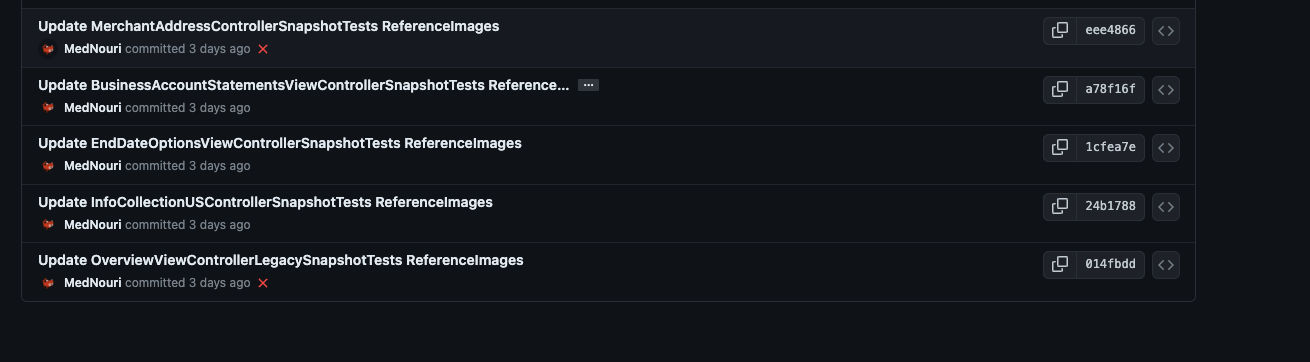 Update MerchantAddressControllerSnapshotTests ReferenceImages
eee4866
MedNouri committed 3 days ago
Update BusinessAccountStatementsViewControllerSnapshotTests Reference... ...
a78f16f
MedNouri committed 3 days ago
Update EndDateOptionsViewControllerSnapshotTests ReferenceImages
1cfea7e
MedNouri committed 3 days ago
Update InfoCollectionUSControllerSnapshotTests ReferenceImages
24b1788
MedNouri committed 3 days ago
Update OverviewViewControllerLegacySnapshotTests ReferenceImages
014fbdd
MedNouri committed 3 days ago